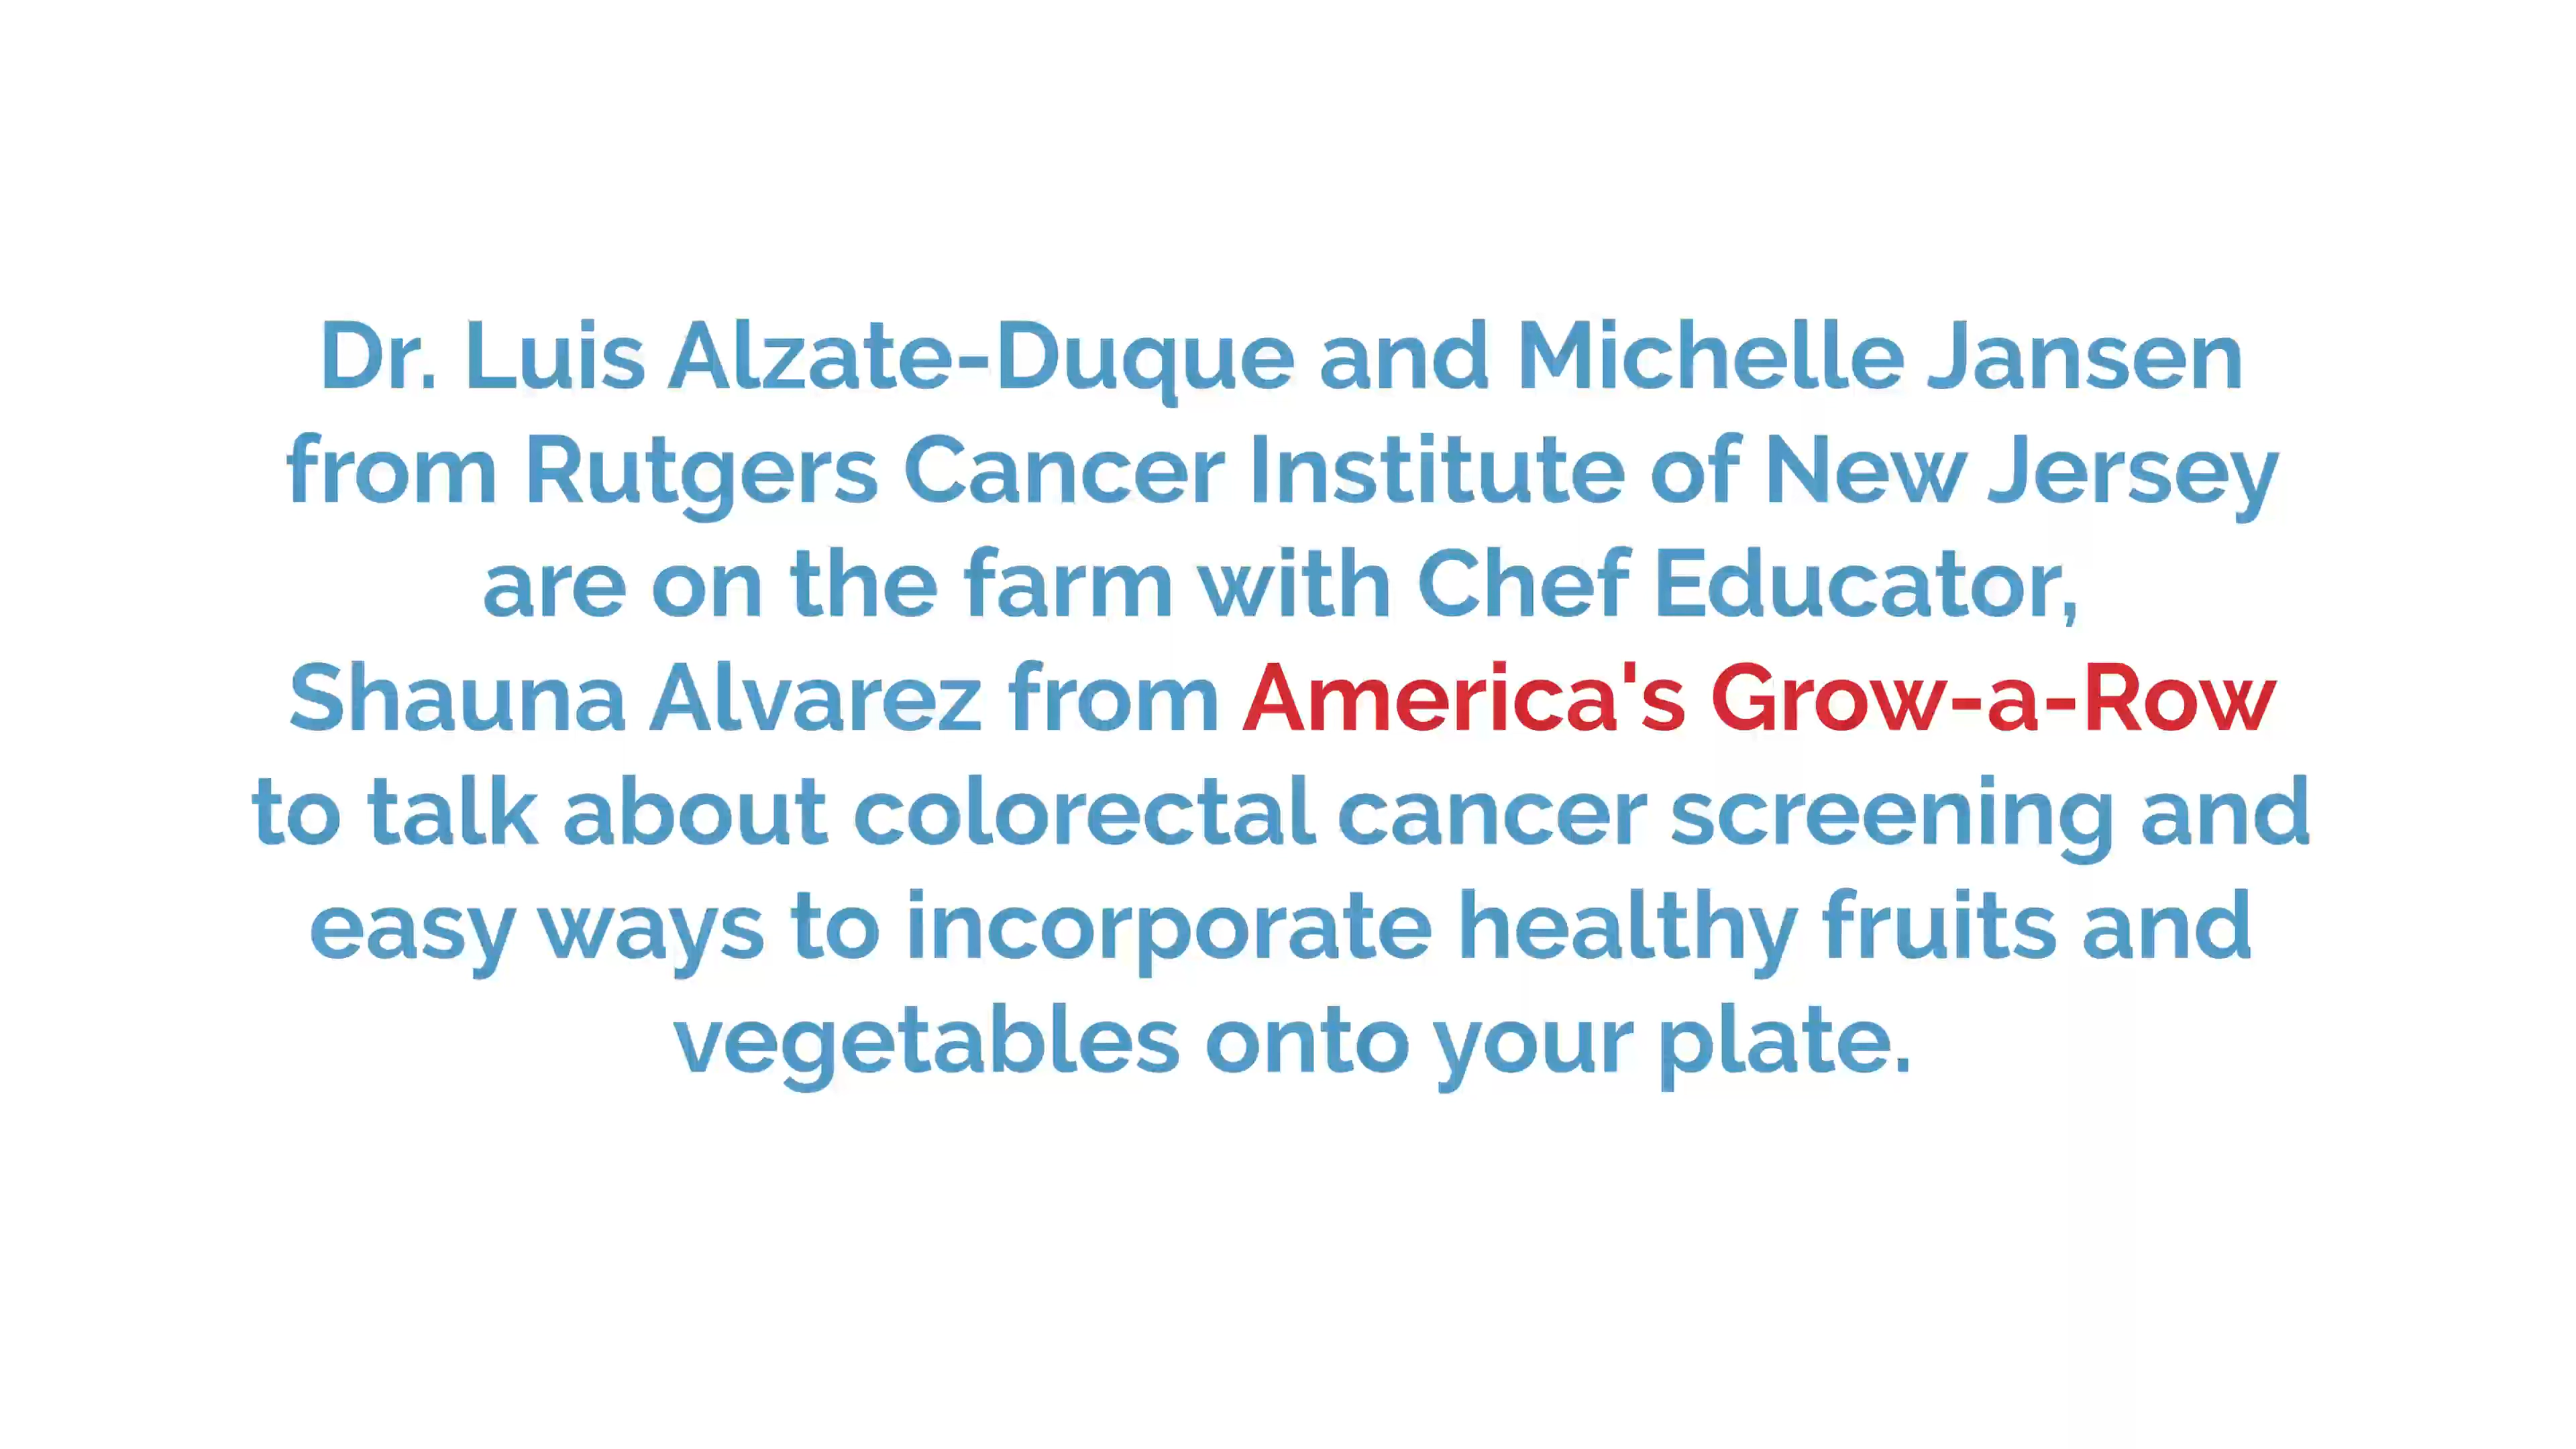 Dr. Luis Alzate-Duque and Michelle Jansen
from Rutgers Cancer Institute of New Jersey
are on the farm with Chef Educator,
Shauna Alvarez from America's Grow-a-Row
to talk about colorectal cancer screening and
easy ways to incorporate healthy fruits and
vegetables onto your plate.